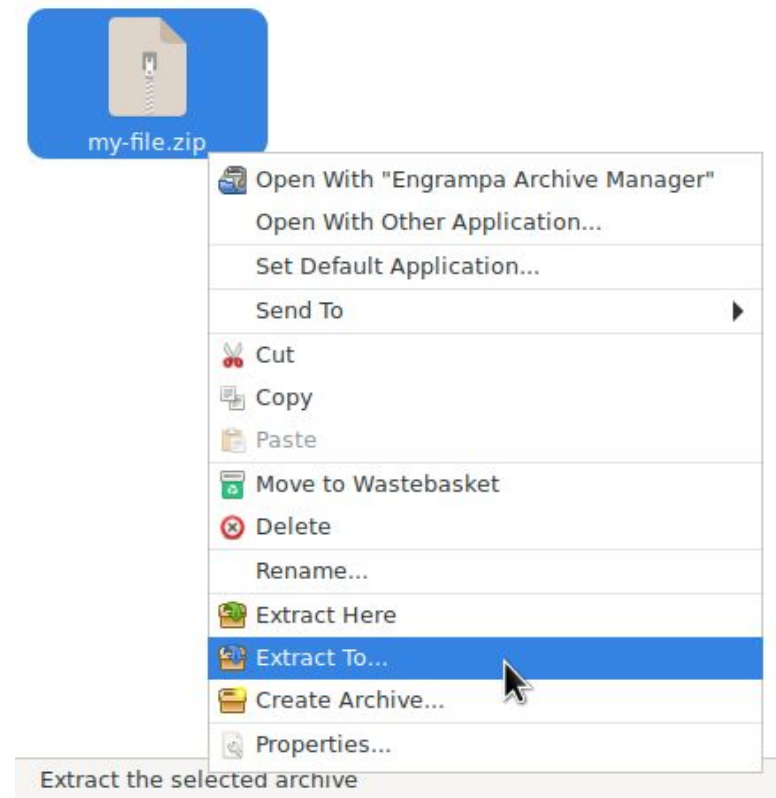 my-file.zip
Open With "Engrampa Archive Manager"
Open With Other Application...
Set Default Application...
Send To
Cut
Copy
Paste
Move to Wastebasket
Delete
Rename...
Extract Here
Extract To...
Create Archive...
Properties...
Extract the selected archive